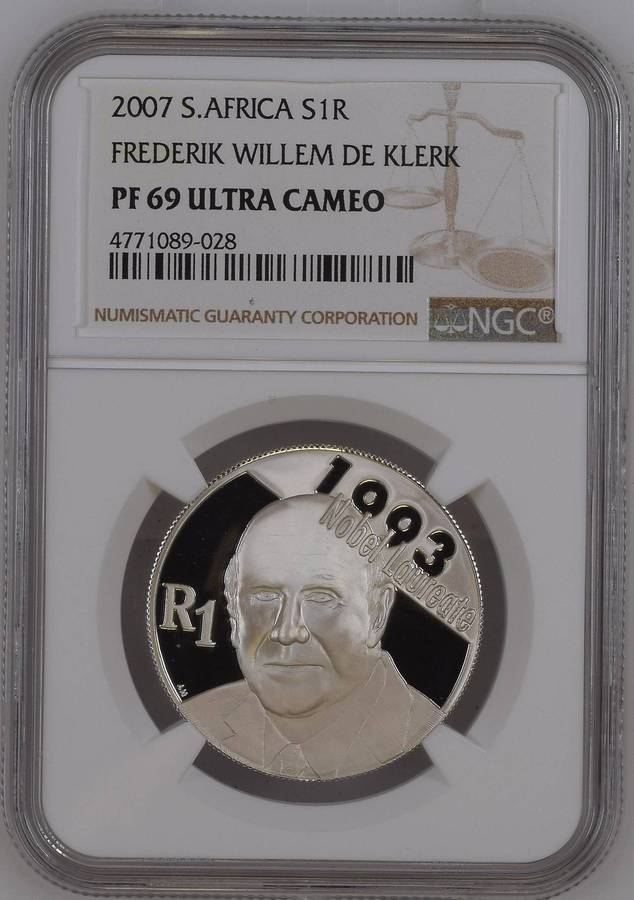 2007 S.AFRICA S1R
FREDERIK WILLEM DE KLERK
PF 69 ULTRA CAMEO
4771089-028
NUMISMATIC GUARANTY CORPORATION
NGC®
1993
Nobel Laureate
R1
AM